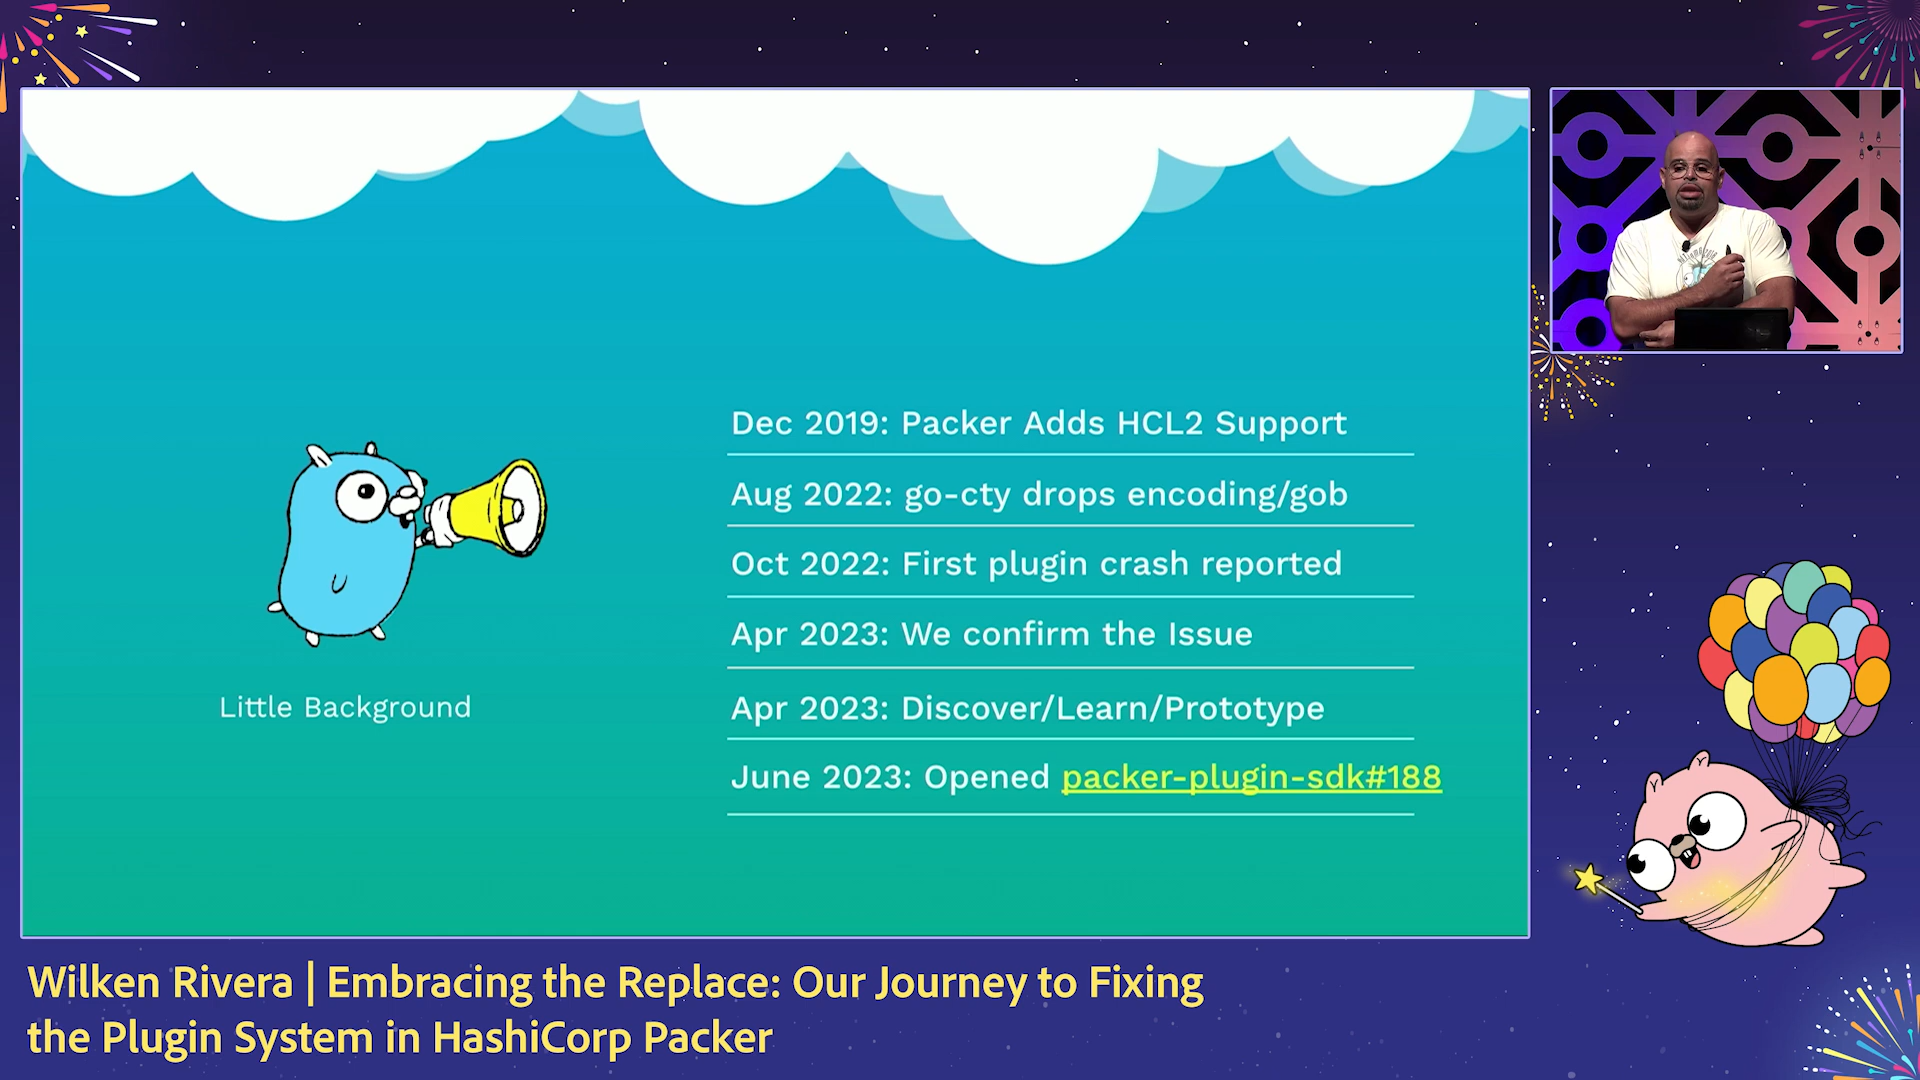 Dec 2019: Packer Adds HCL2 Support
Aug 2022: go-cty drops encoding/gob
Oct 2022: First plugin crash reported
Apr 2023: We confirm the Issue
Apr 2023: Discover/Learn/Prototype
June 2023: Opened packer-plugin-sdk#188
Little Background
Wilken Rivera | Embracing the Replace: Our Journey to Fixing
the Plugin System in HashiCorp Packer